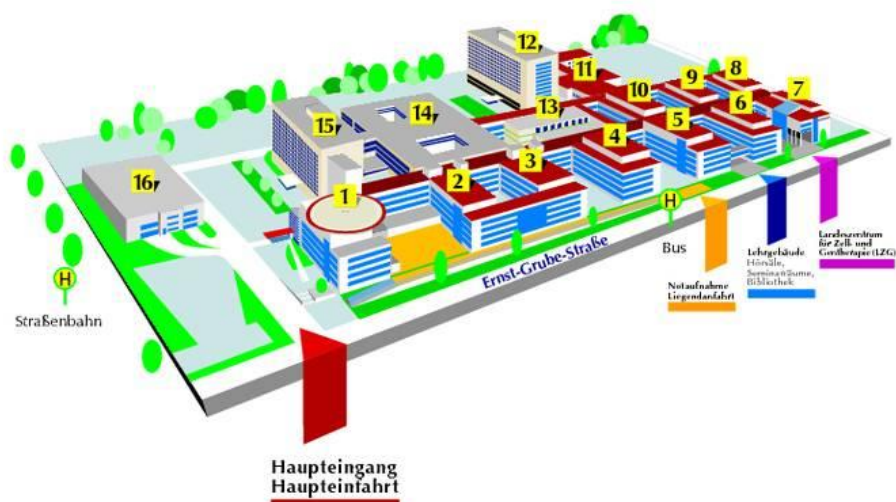 12
11
8
9
7
10
6
13
14
15
5
4
3
16
2
1
H
H
Bus
Ernst-Grube-Straße
Straßenbahn
Notaufnahme
Liegendanfahrt
Lehrgebäude
Hörsäle,
Seminarräume,
Bibliothek
Landeszentrum
für Zell- und
Gentherapie (LZG)
Haupteingang
Haupteinfahrt